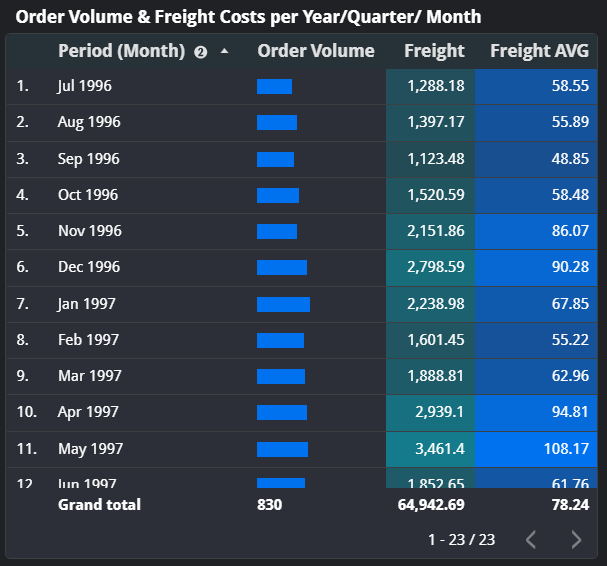 Order Volume & Freight Costs per Year/Quarter/ Month
Period (Month) 2 Order Volume Freight Freight AVG
1. Jul 1996 1,288.18 58.55
2. Aug 1996 1,397.17 55.89
3. Sep 1996 1,123.48 48.85
4. Oct 1996 1,520.59 58.48
5. Nov 1996 2,151.86 86.07
6. Dec 1996 2,798.59 90.28
7. Jan 1997 2,238.98 67.85
8. Feb 1997 1,601.45 55.22
9. Mar 1997 1,888.81 62.96
10. Apr 1997 2,939.1 94.81
11. May 1997 3,461.4 108.17
12 Jun 1997 1,852.65 61.76
Grand total 830 64,942.69 78.24
1 - 23 / 23